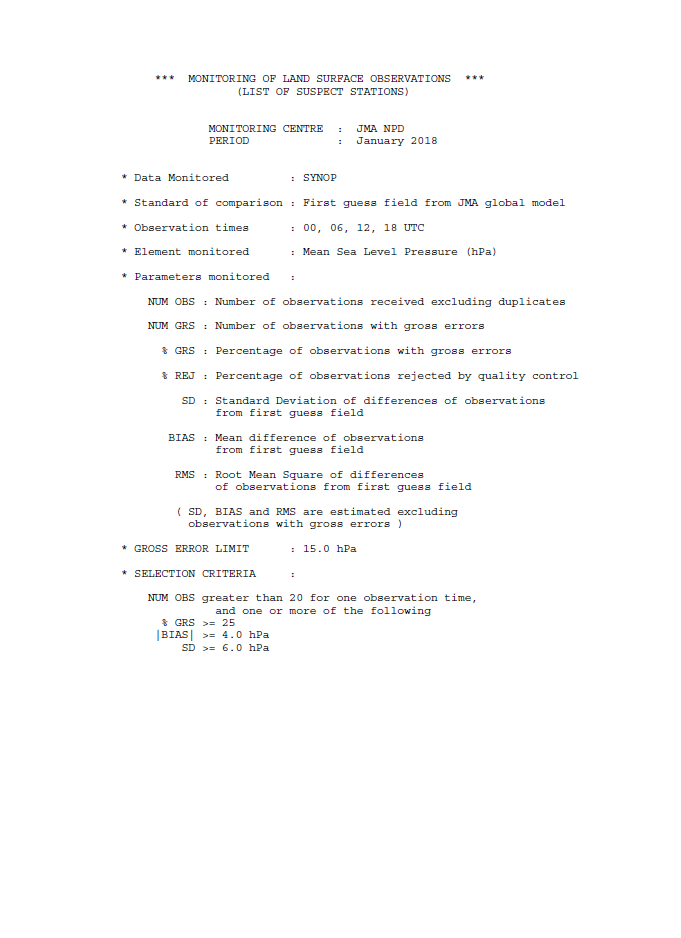 *** MONITORING OF LAND SURFACE OBSERVATIONS ***
(LIST OF SUSPECT STATIONS)
MONITORING CENTRE : JMA NPD
PERIOD : January 2018
* Data Monitored : SYNOP
* Standard of comparison : First guess field from JMA global model
* Observation times : 00, 06, 12, 18 UTC
* Element monitored : Mean Sea Level Pressure (hPa)
* Parameters monitored :
NUM OBS : Number of observations received excluding duplicates
NUM GRS : Number of observations with gross errors
% GRS : Percentage of observations with gross errors
% REJ : Percentage of observations rejected by quality control
SD : Standard Deviation of differences of observations
from first guess field
BIAS : Mean difference of observations
from first guess field
RMS : Root Mean Square of differences
of observations from first guess field
( SD, BIAS and RMS are estimated excluding
observations with gross errors )
* GROSS ERROR LIMIT : 15.0 hPa
* SELECTION CRITERIA :
NUM OBS greater than 20 for one observation time,
and one or more of the following
% GRS >= 25
|BIAS| >= 4.0 hPa
SD >= 6.0 hPa